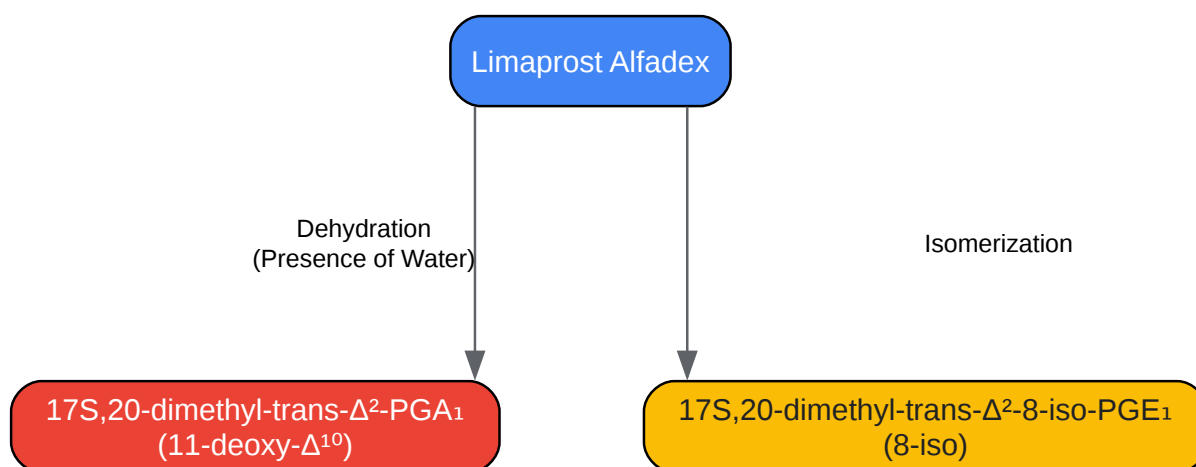 Limaprost Alfadex
Dehydration
(Presence of Water)
Isomerization
17S,20-dimethyl-trans-Δ²-PGA₁
(11-deoxy-Δ¹⁰)
17S,20-dimethyl-trans-Δ²-8-iso-PGE₁
(8-iso)